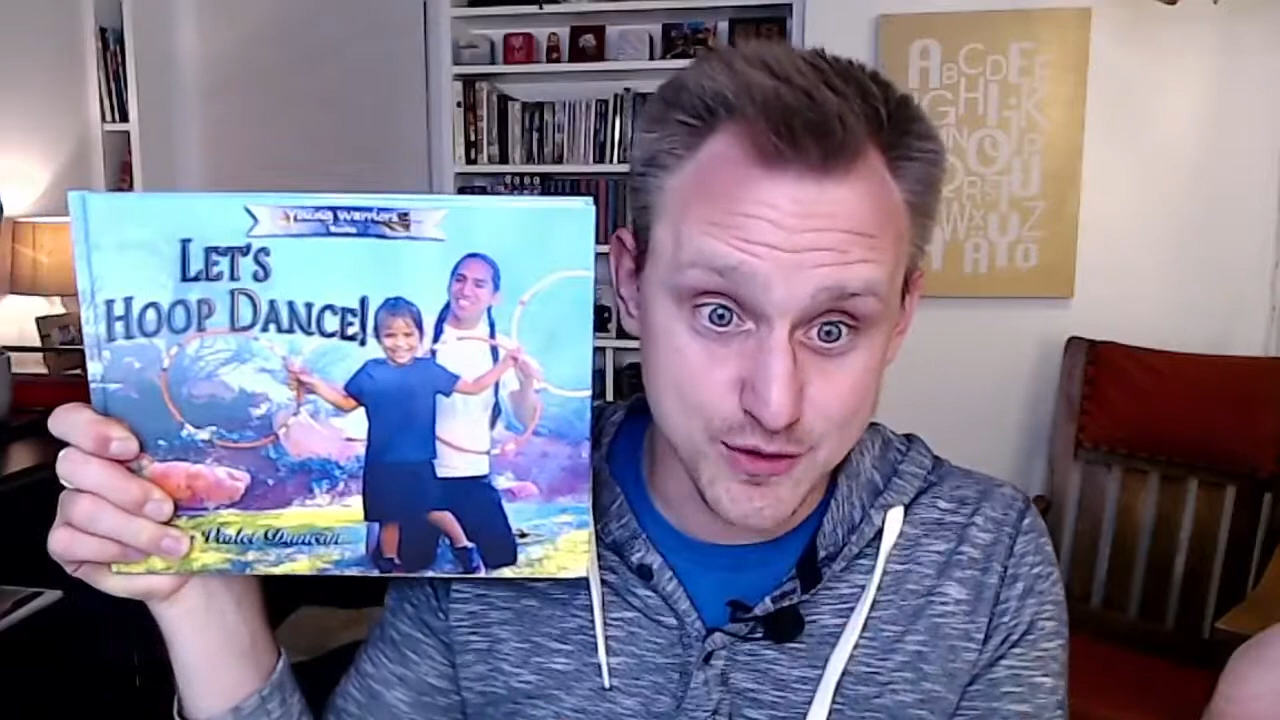 Young Warriors
LET'S
HOOP DANCE!
Violet Duncan
A B C D E F
G H I J K
N O P
Q R S T U
W X Y Z